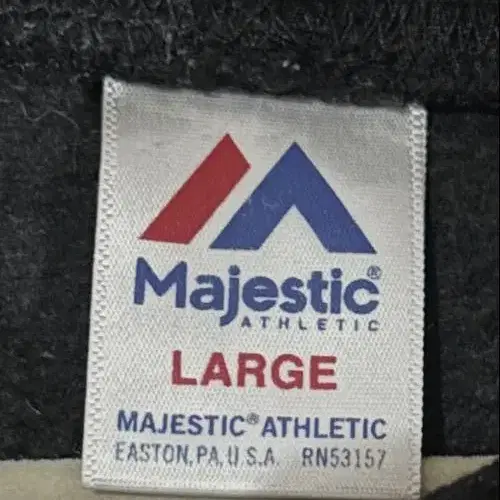 Majestic®
ATHLETIC
LARGE
MAJESTIC® ATHLETIC
EASTON, PA, U.S.A. RN53157